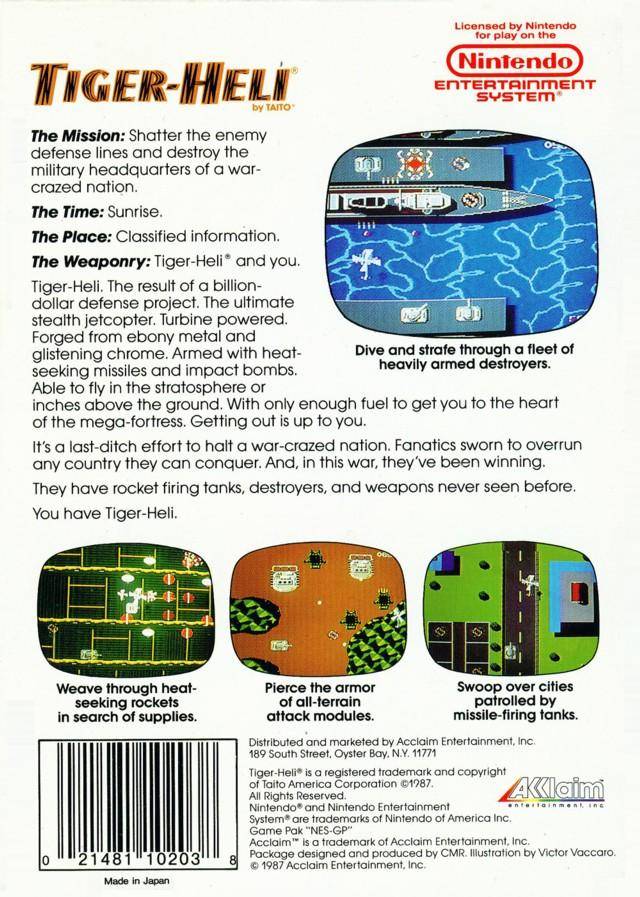 Licensed by Nintendo
for play on the
Nintendo
ENTERTAINMENT
SYSTEM®
TIGER-HELI®
by TAITO®
The Mission: Shatter the enemy
defense lines and destroy the
military headquarters of a war-
crazed nation.
The Time: Sunrise.
The Place: Classified information.
The Weaponry: Tiger-Heli® and you.
Tiger-Heli. The result of a billion-
dollar defense project. The ultimate
stealth jetcopter. Turbine powered.
Forged from ebony metal and
glistening chrome. Armed with heat-
seeking missiles and impact bombs.
Able to fly in the stratosphere or
inches above the ground. With only enough fuel to get you to the heart
of the mega-fortress. Getting out is up to you.
Dive and strafe through a fleet of
heavily armed destroyers.
It's a last-ditch effort to halt a war-crazed nation. Fanatics sworn to overrun
any country they can conquer. And, in this war, they've been winning.
They have rocket firing tanks, destroyers, and weapons never seen before.
You have Tiger-Heli.
Weave through heat-
seeking rockets
in search of supplies.
Pierce the armor
of all-terrain
attack modules.
Swoop over cities
patrolled by
missile-firing tanks.
Distributed and marketed by Acclaim Entertainment, Inc.
189 South Street, Oyster Bay, N.Y. 11771
Tiger-Heli® is a registered trademark and copyright
of Taito America Corporation ©1987.
All Rights Reserved.
Nintendo® and Nintendo Entertainment
System® are trademarks of Nintendo of America Inc.
Game Pak "NES-GP"
Acclaim™ is a trademark of Acclaim Entertainment, Inc.
Package designed and produced by CMR. Illustration by Victor Vaccaro.
© 1987 Acclaim Entertainment, Inc.
AKKlaim
entertainment, inc.
0 21481 10203 8
Made in Japan